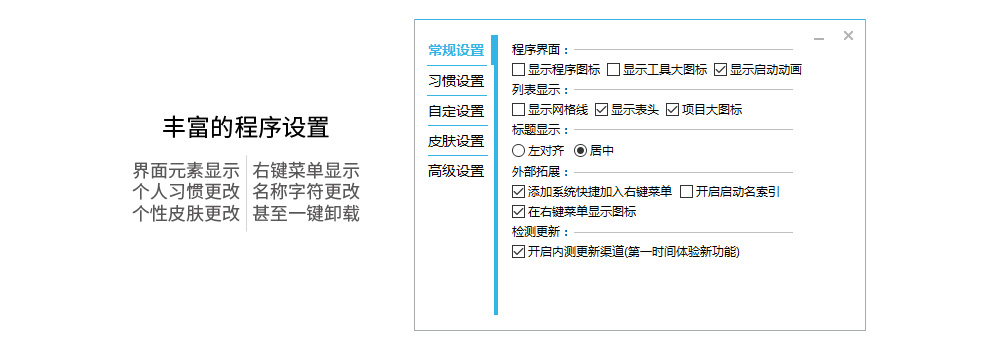 丰富的程序设置
界面元素显示 右键菜单显示
个人习惯更改 名称字符更改
个性皮肤更改 甚至一键卸载
常规设置
习惯设置
自定设置
皮肤设置
高级设置
程序界面：
显示程序图标 显示工具大图标 显示启动动画
列表显示：
显示网格线 显示表头 项目大图标
标题显示：
左对齐 居中
外部拓展：
添加系统快捷加入右键菜单 开启启动名索引
在右键菜单显示图标
检测更新：
开启内测更新渠道(第一时间体验新功能)